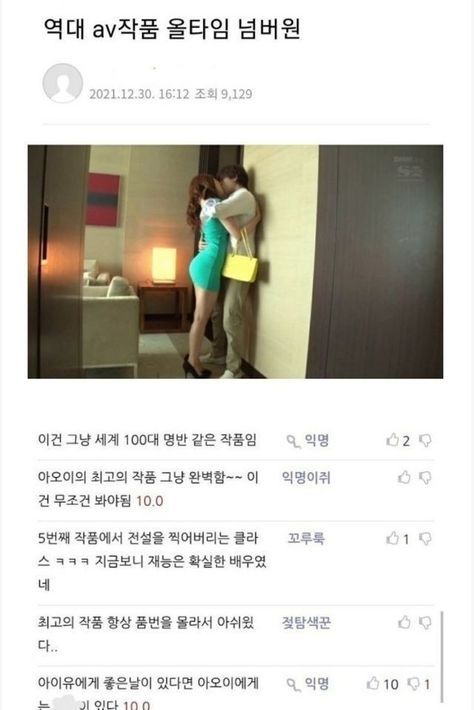 역대 av작품 올타임 넘버원
2021.12.30. 16:12 조회 9,129
이건 그냥 세계 100대 명반 같은 작품임 익명 2
아오이의 최고의 작품 그냥 완벽함~~ 이 익명이쥐
건 무조건 봐야됨 10.0
5번째 작품에서 전설을 찍어버리는 클라 꼬루룩 1
스 ㅋㅋㅋ 지금보니 재능은 확실한 배우였
네
최고의 작품 항상 품번을 몰라서 아쉬웠 젖탐색꾼
다..
아이유에게 좋은날이 있다면 아오이에게 익명 10 1
는 이 있다 10.0